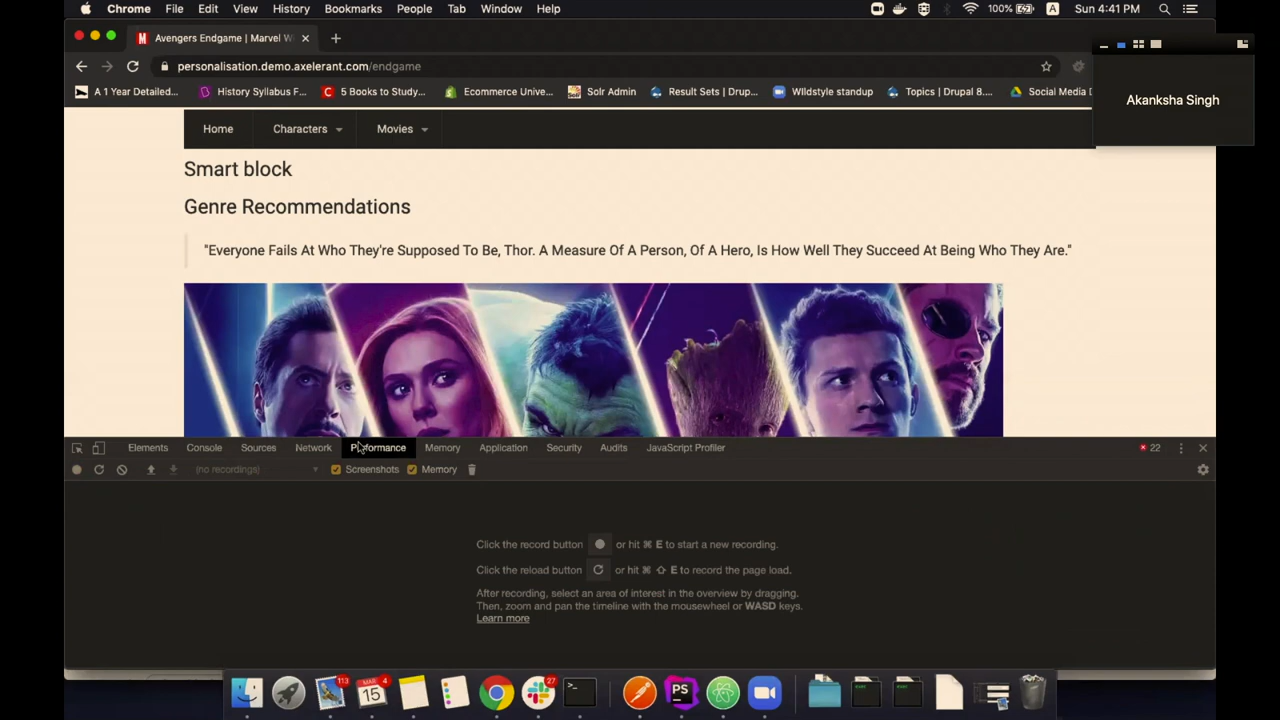 Chrome File Edit View History Bookmarks People Tab Window Help 100% A Sun 4:41 PM
Avengers Endgame | Marvel W
personalisation.demo.axelerant.com/endgame
A 1 Year Detailed... History Syllabus F... 5 Books to Study... Ecommerce Unive... Solr Admin Result Sets | Drup... WIldstyle standup Topics | Drupal 8.... Social Media D
Akanksha Singh
Home Characters Movies
Smart block
Genre Recommendations
"Everyone Fails At Who They're Supposed To Be, Thor. A Measure Of A Person, Of A Hero, Is How Well They Succeed At Being Who They Are."
Elements Console Sources Network Performance Memory Application Security Audits JavaScript Profiler 22
(no recordings) Screenshots Memory
Click the record button or hit ⌘ E to start a new recording.
Click the reload button or hit ⌘ ⇧ E to record the page load.
After recording, select an area of interest in the overview by dragging.
Then, zoom and pan the timeline with the mousewheel or WASD keys.
Learn more
113 MAR 4 15 27 >_ PS